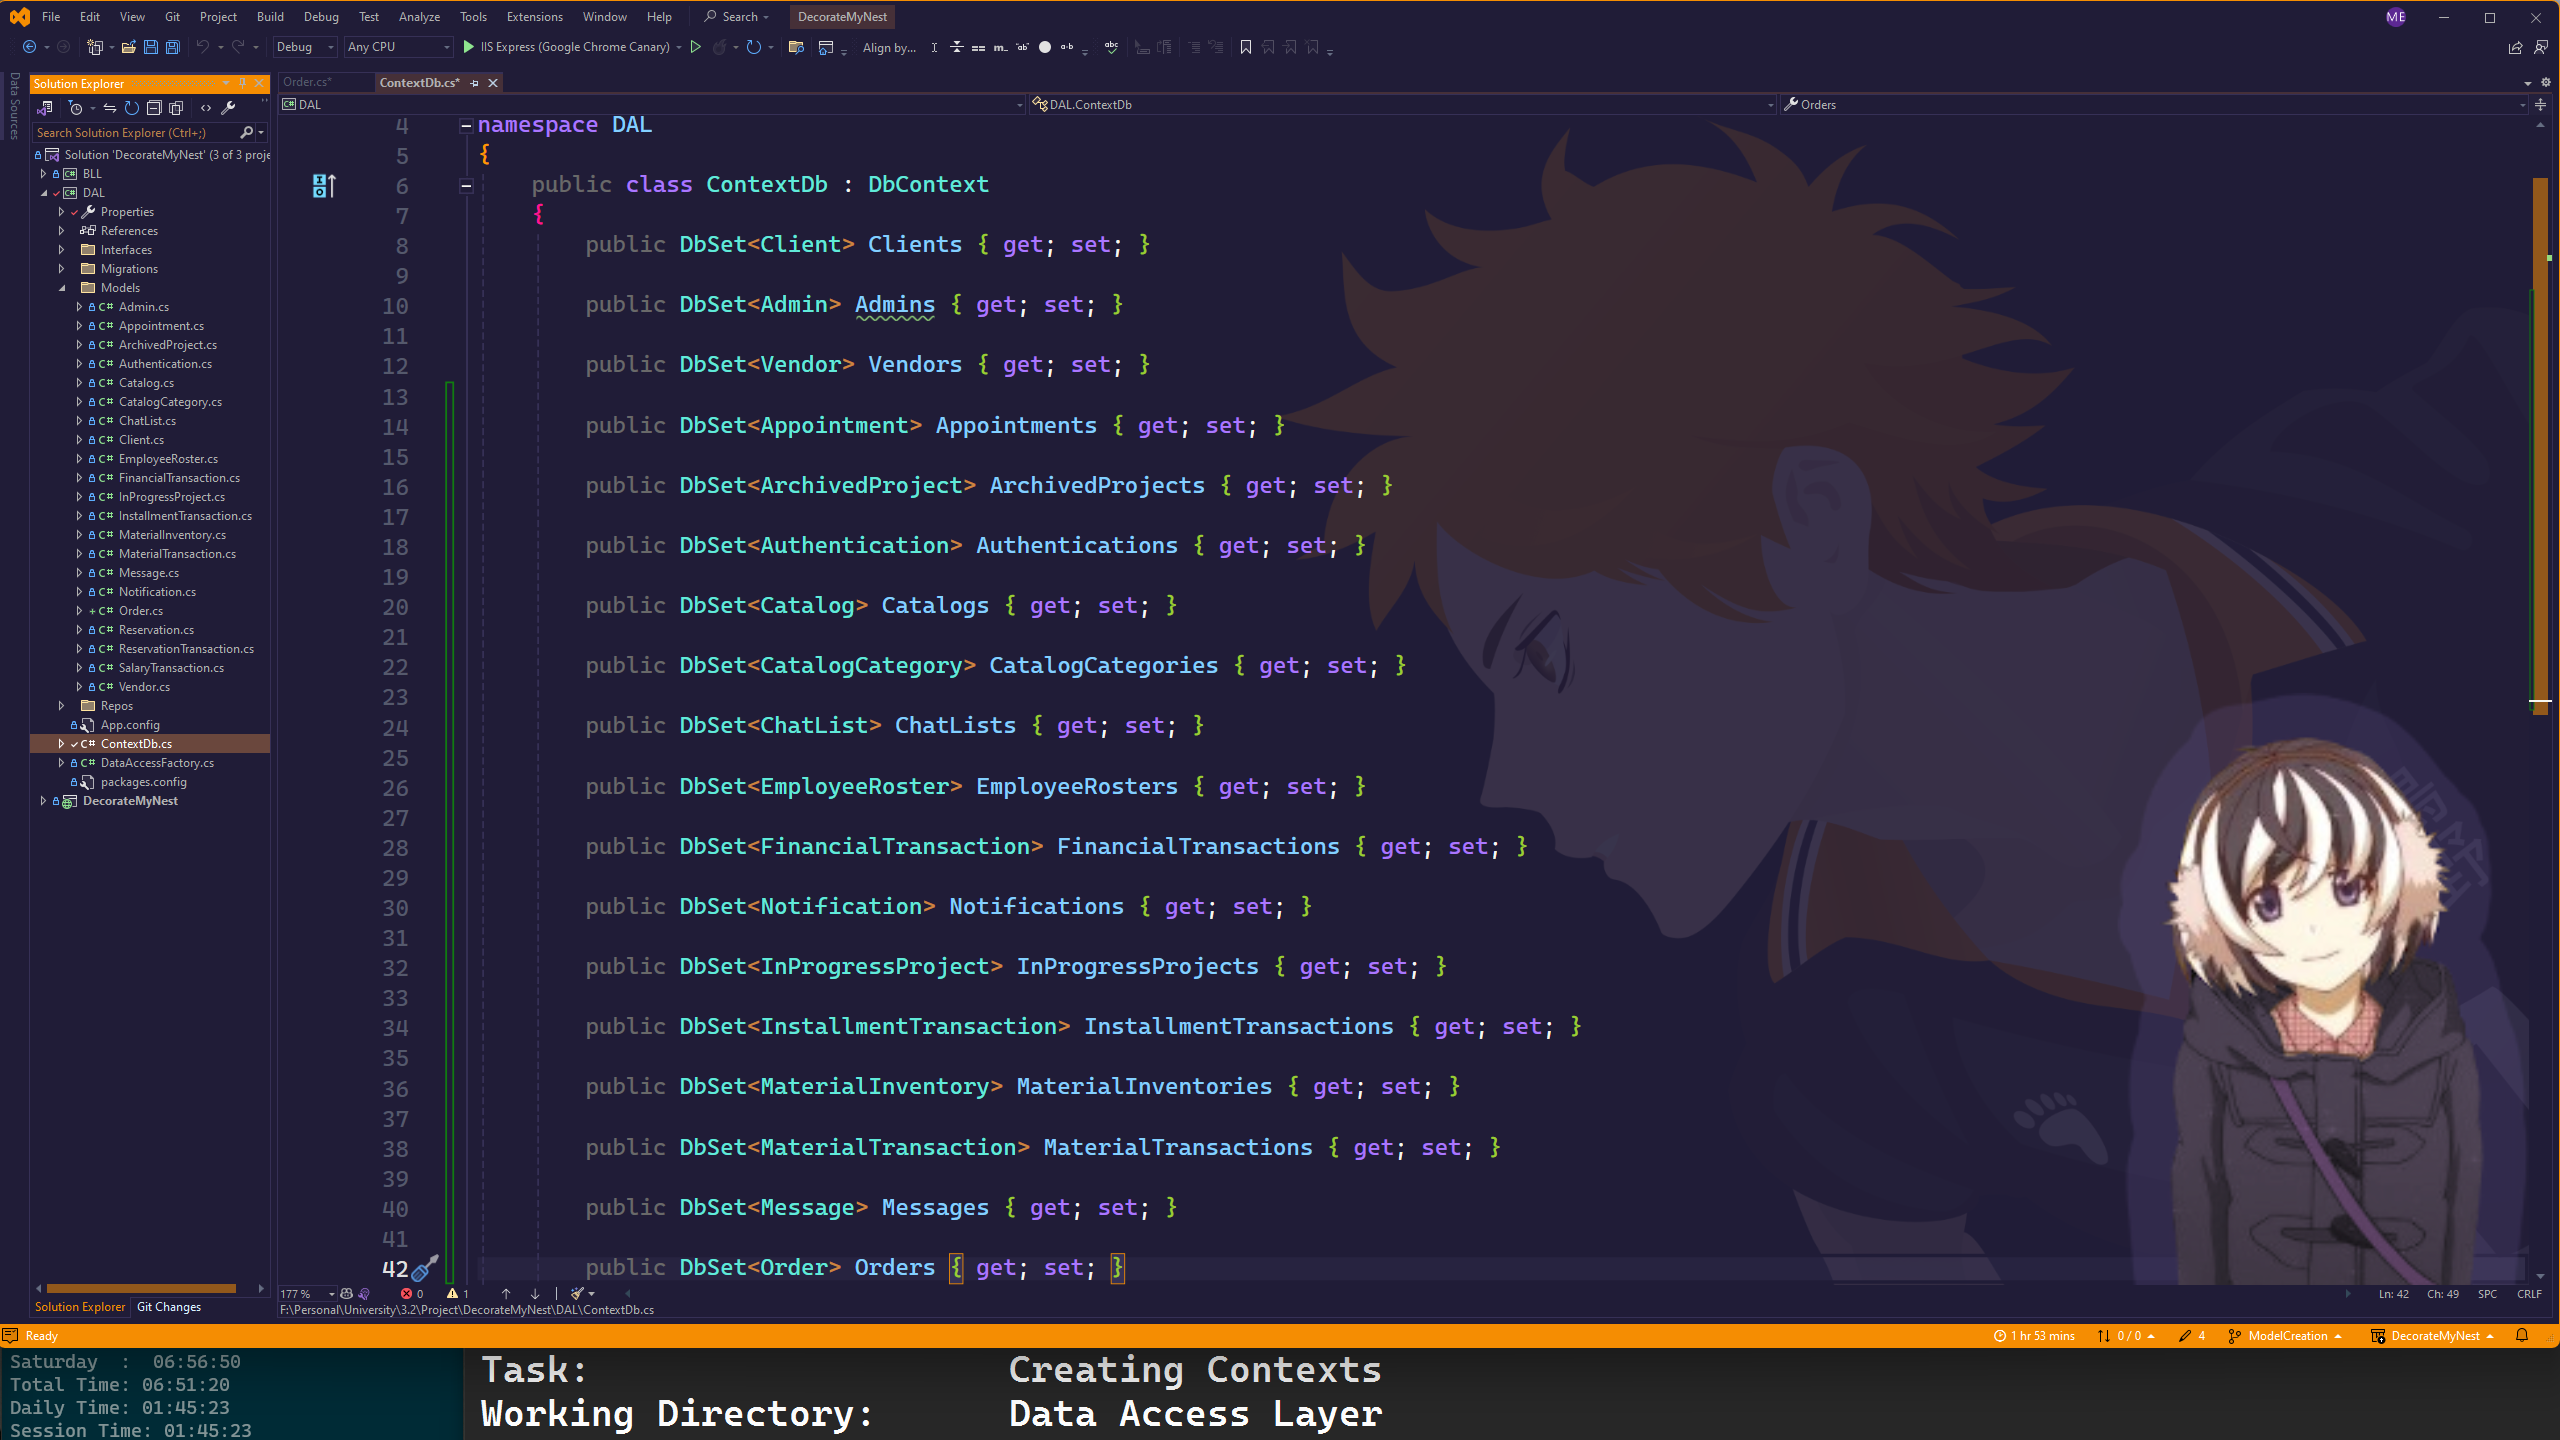 File Edit View Git Project Build Debug Test Analyze Tools Extensions Window Help Search DecorateMyNest ME
Debug Any CPU IIS Express (Google Chrome Canary) Align by...
Data Sources
Solution Explorer
Order.cs* ContextDb.cs*
DAL DAL.ContextDb Orders
Search Solution Explorer (Ctrl+;)
Solution 'DecorateMyNest' (3 of 3 proje
BLL
DAL
Properties
References
Interfaces
Migrations
Models
Admin.cs
Appointment.cs
ArchivedProject.cs
Authentication.cs
Catalog.cs
CatalogCategory.cs
ChatList.cs
Client.cs
EmployeeRoster.cs
FinancialTransaction.cs
InProgressProject.cs
InstallmentTransaction.cs
MaterialInventory.cs
MaterialTransaction.cs
Message.cs
Notification.cs
Order.cs
Reservation.cs
ReservationTransaction.cs
SalaryTransaction.cs
Vendor.cs
Repos
App.config
ContextDb.cs
DataAccessFactory.cs
packages.config
DecorateMyNest
Solution Explorer Git Changes
4 namespace DAL
5 {
6 public class ContextDb : DbContext
7 {
8 public DbSet<Client> Clients { get; set; }
9
10 public DbSet<Admin> Admins { get; set; }
11
12 public DbSet<Vendor> Vendors { get; set; }
13
14 public DbSet<Appointment> Appointments { get; set; }
15
16 public DbSet<ArchivedProject> ArchivedProjects { get; set; }
17
18 public DbSet<Authentication> Authentications { get; set; }
19
20 public DbSet<Catalog> Catalogs { get; set; }
21
22 public DbSet<CatalogCategory> CatalogCategories { get; set; }
23
24 public DbSet<ChatList> ChatLists { get; set; }
25
26 public DbSet<EmployeeRoster> EmployeeRosters { get; set; }
27
28 public DbSet<FinancialTransaction> FinancialTransactions { get; set; }
29
30 public DbSet<Notification> Notifications { get; set; }
31
32 public DbSet<InProgressProject> InProgressProjects { get; set; }
33
34 public DbSet<InstallmentTransaction> InstallmentTransactions { get; set; }
35
36 public DbSet<MaterialInventory> MaterialInventories { get; set; }
37
38 public DbSet<MaterialTransaction> MaterialTransactions { get; set; }
39
40 public DbSet<Message> Messages { get; set; }
41
42 public DbSet<Order> Orders { get; set; }
177 % 0 1 Ln: 42 Ch: 49 SPC CRLF
F:\Personal\University\3.2\Project\DecorateMyNest\DAL\ContextDb.cs
Ready 1 hr 53 mins 0 / 0 4 ModelCreation DecorateMyNest
Saturday : 06:56:50
Total Time: 06:51:20
Daily Time: 01:45:23
Session Time: 01:45:23
Task: Creating Contexts
Working Directory: Data Access Layer